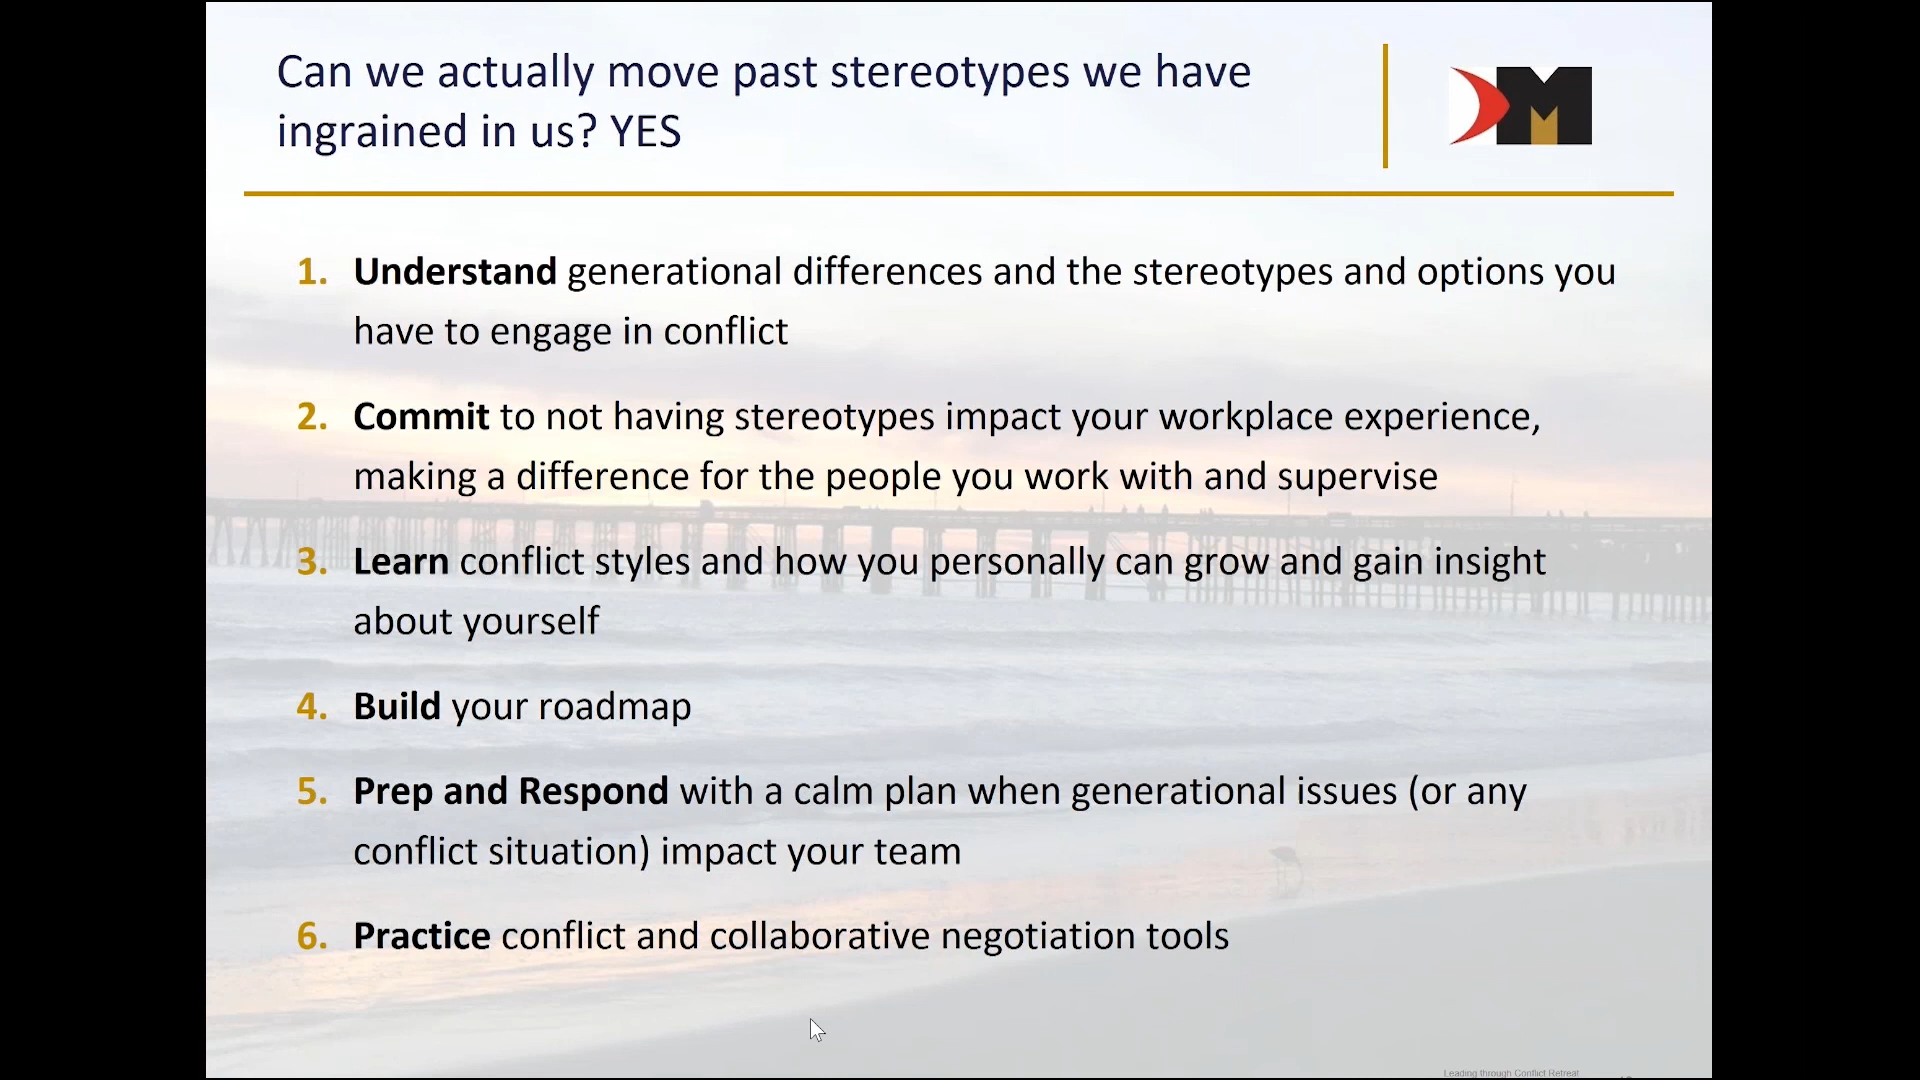 Can we actually move past stereotypes we have
ingrained in us? YES
M
1. Understand generational differences and the stereotypes and options you
have to engage in conflict
2. Commit to not having stereotypes impact your workplace experience,
making a difference for the people you work with and supervise
3. Learn conflict styles and how you personally can grow and gain insight
about yourself
4. Build your roadmap
5. Prep and Respond with a calm plan when generational issues (or any
conflict situation) impact your team
6. Practice conflict and collaborative negotiation tools
Leading through Conflict Retreat